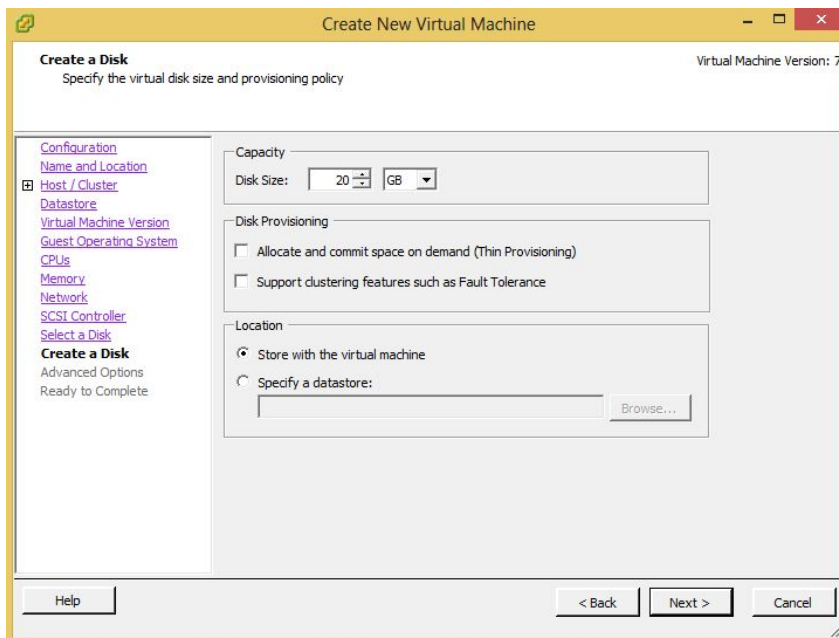 Create New Virtual Machine
Create a Disk
Specify the virtual disk size and provisioning policy
Virtual Machine Version: 7
Configuration
Name and Location
Host / Cluster
Datastore
Virtual Machine Version
Guest Operating System
CPUs
Memory
Network
SCSI Controller
Select a Disk
Create a Disk
Advanced Options
Ready to Complete
Capacity
Disk Size: 20 GB
Disk Provisioning
Allocate and commit space on demand (Thin Provisioning)
Support clustering features such as Fault Tolerance
Location
Store with the virtual machine
Specify a datastore:
Browse...
Help
< Back
Next >
Cancel